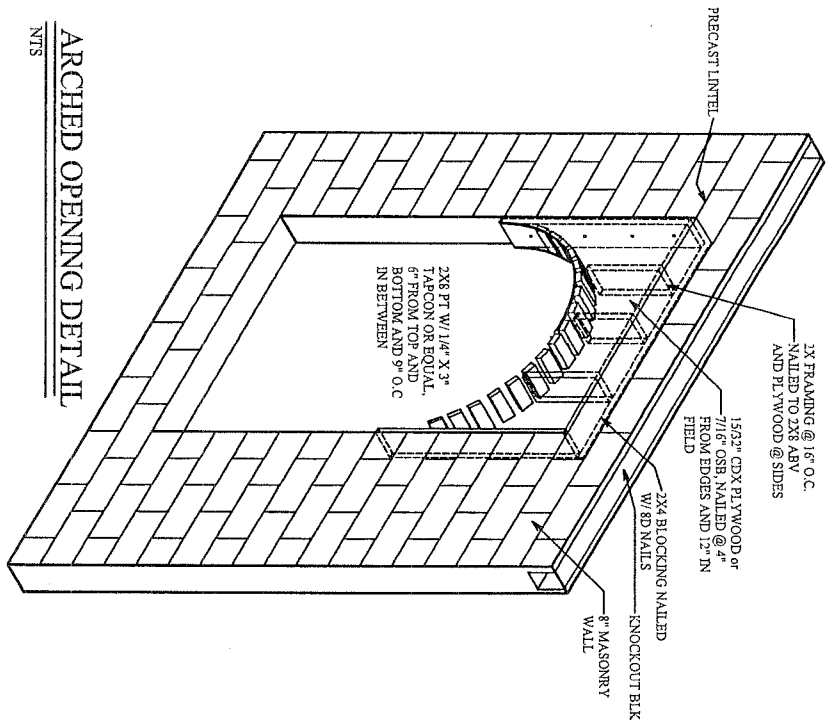 PRECAST LINTEL
2X FRAMING @ 16" O.C.
NAILED TO 2X8 ABV
AND PLYWOOD @ SIDES
15/32" CDX PLYWOOD or
7/16" OSB, NAILED @ 4"
FROM EDGES AND 12" IN
FIELD
2X4 BLOCKING NAILED
W/ 8D NAILS
KNOCKOUT BLK
8" MASONRY
WALL
2X8 PT W/ 1/4" X 3"
TAPCON OR EQUAL,
6" FROM TOP AND
BOTTOM AND 9" O.C
IN BETWEEN
ARCHED OPENING DETAIL
NTS